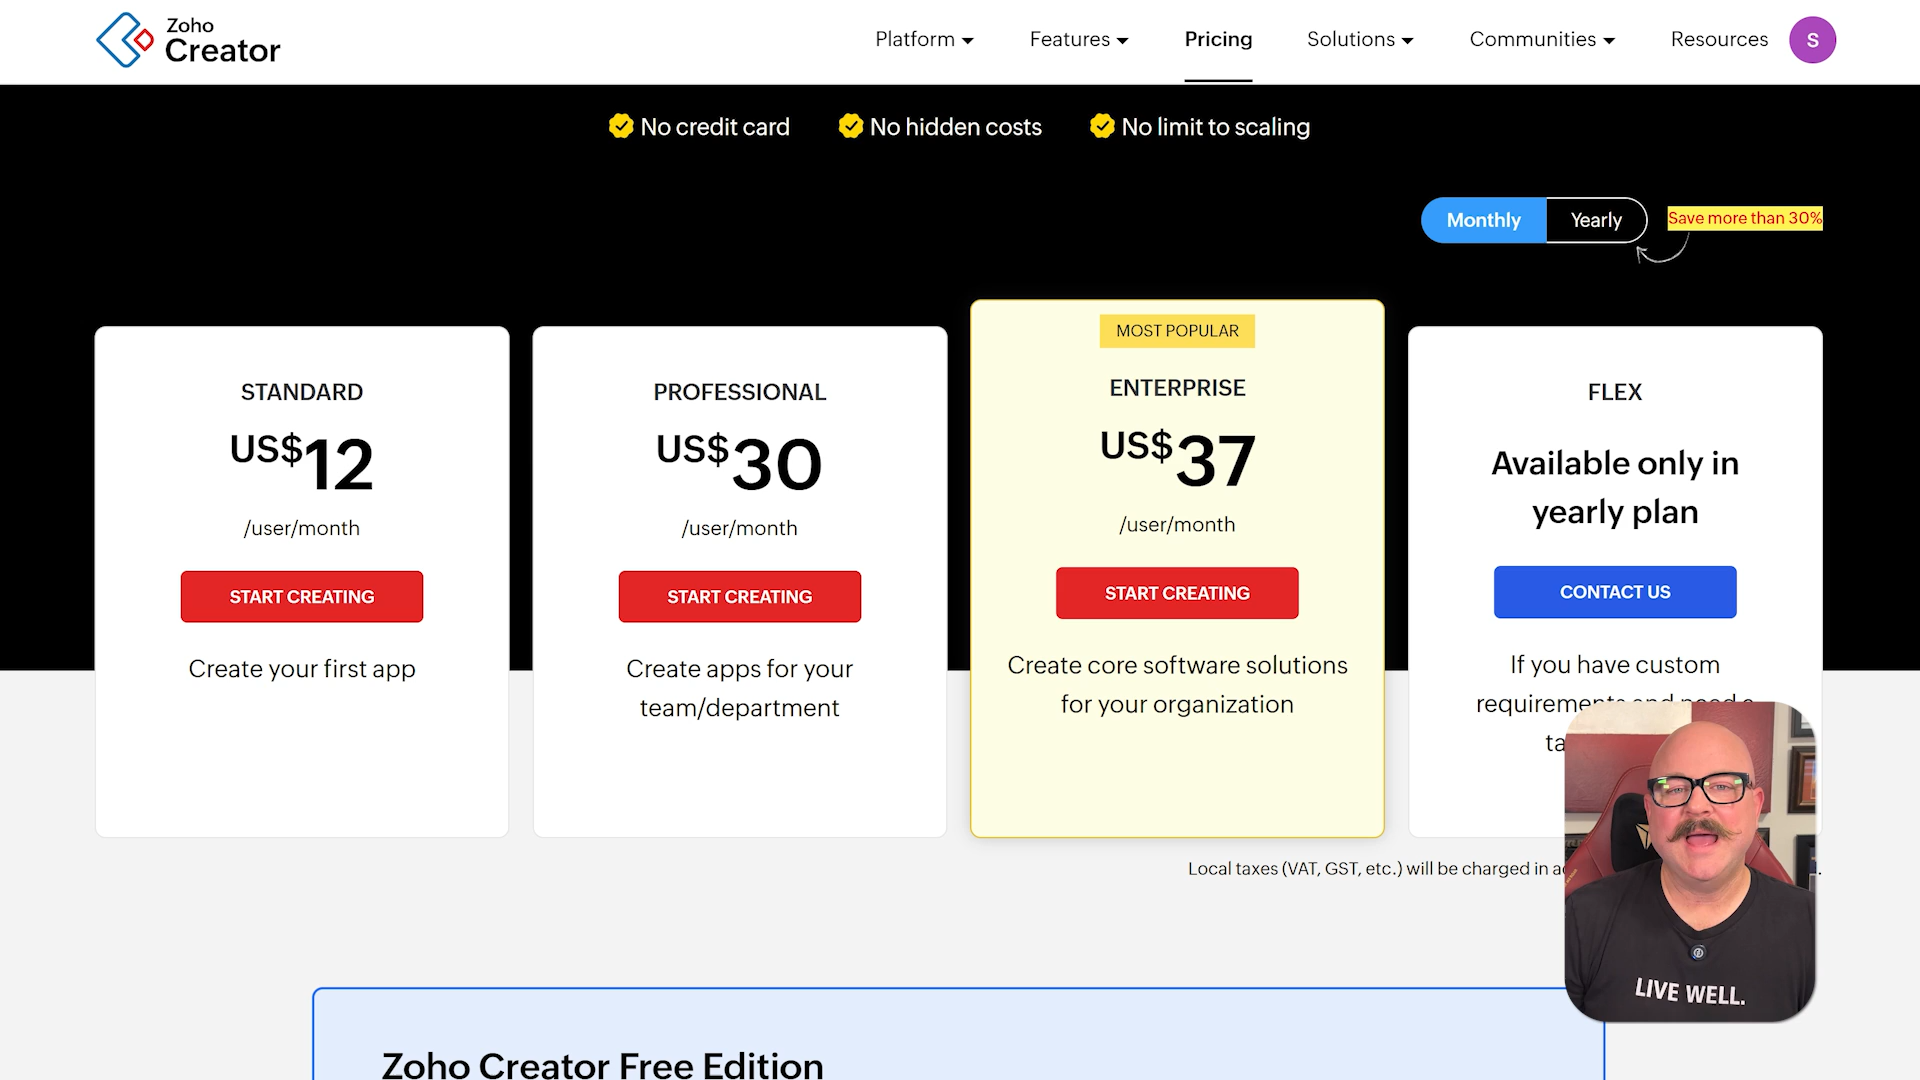 Zoho
Creator
Platform
Features
Pricing
Solutions
Communities
Resources
S
No credit card
No hidden costs
No limit to scaling
Monthly
Yearly
Save more than 30%
STANDARD
US$12
/user/month
START CREATING
Create your first app
PROFESSIONAL
US$30
/user/month
START CREATING
Create apps for your
team/department
MOST POPULAR
ENTERPRISE
US$37
/user/month
START CREATING
Create core software solutions
for your organization
FLEX
Available only in
yearly plan
CONTACT US
If you have custom
requirements and need a
Local taxes (VAT, GST, etc.) will be charged in
LIVE WELL.
Zoho Creator Free Edition